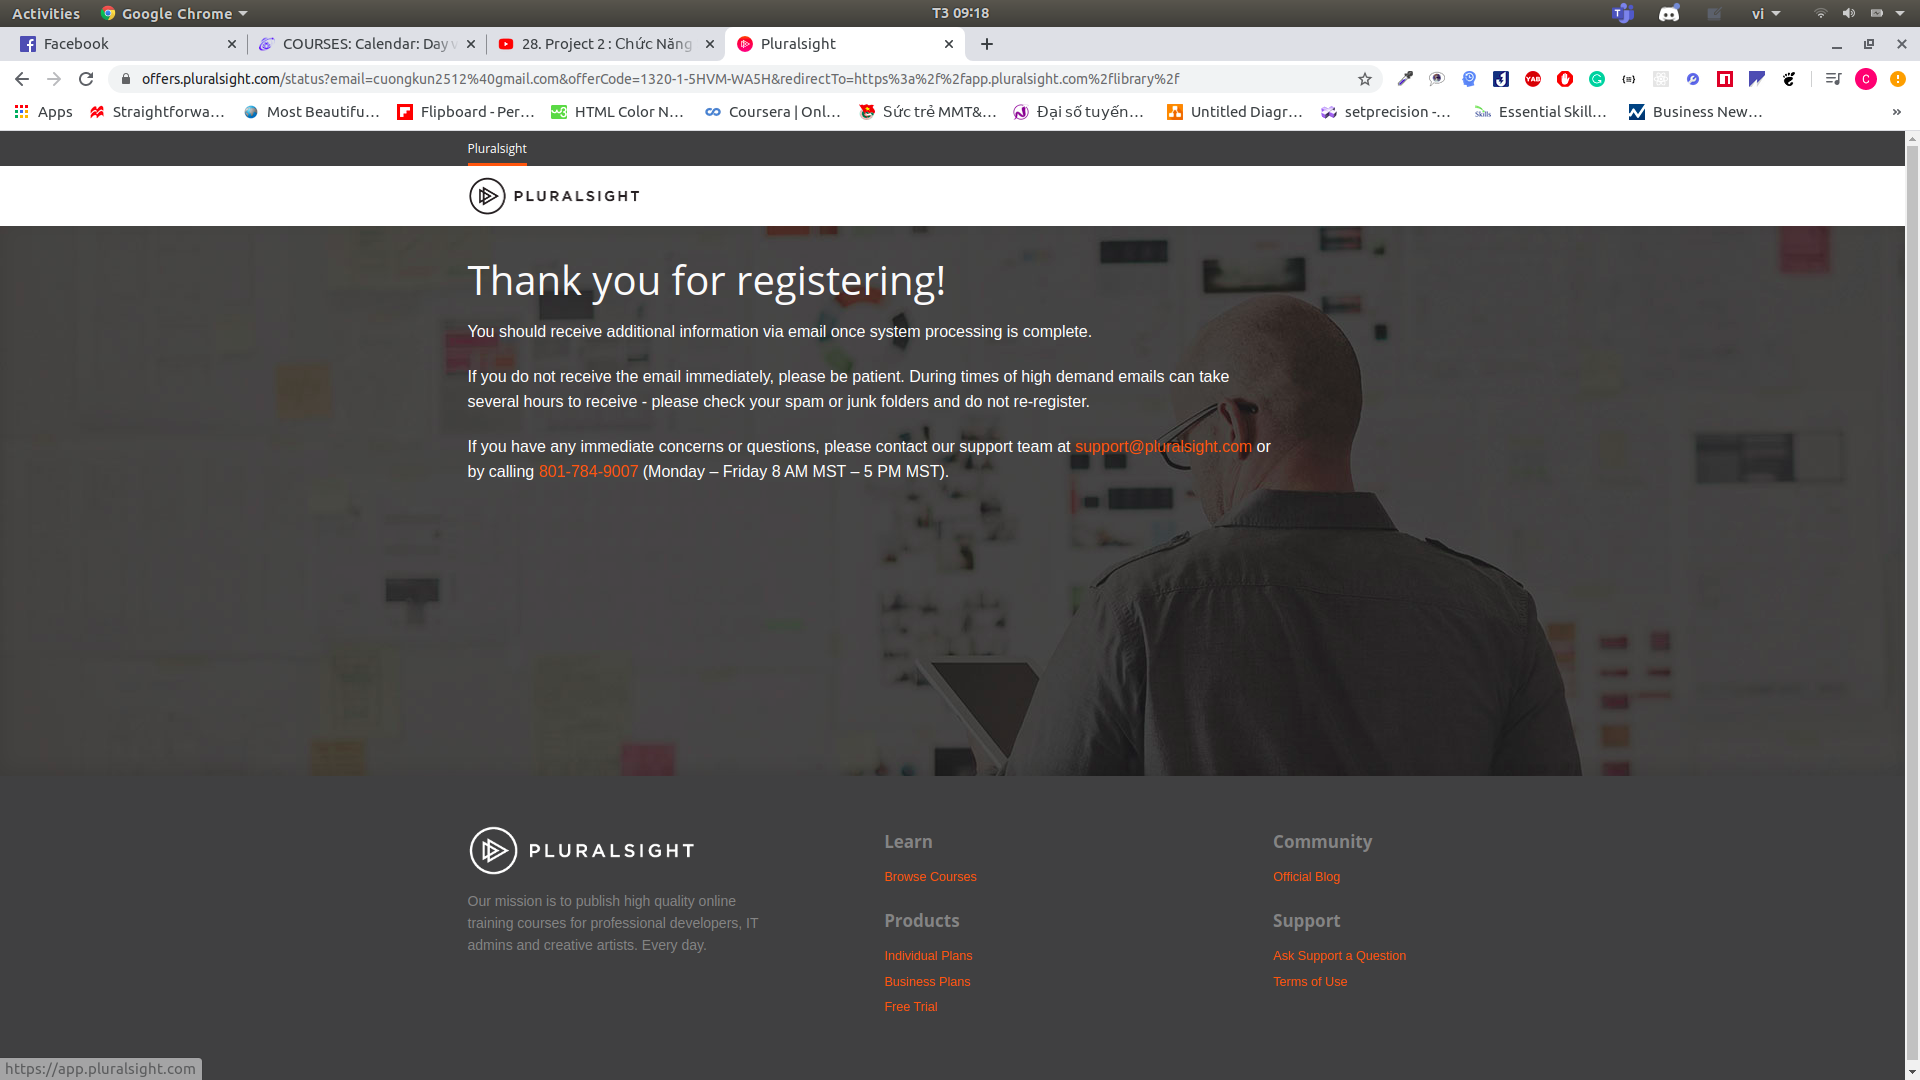 Activities
Google Chrome
T3 09:18
vi
Facebook
COURSES: Calendar: Day v
28. Project 2 : Chức Năng
Pluralsight
offers.pluralsight.com/status?email=cuongkun2512%40gmail.com&offerCode=1320-1-5HVM-WA5H&redirectTo=https%3a%2f%2fapp.pluralsight.com%2flibrary%2f
Apps
Straightforwa...
Most Beautifu...
Flipboard - Per...
HTML Color N...
Coursera | Onl...
Sức trẻ MMT&...
Đại số tuyến...
Untitled Diagr...
setprecision -...
Essential Skill...
Business New...
»
Pluralsight
PLURALSIGHT
Thank you for registering!
You should receive additional information via email once system processing is complete.
If you do not receive the email immediately, please be patient. During times of high demand emails can take
several hours to receive - please check your spam or junk folders and do not re-register.
If you have any immediate concerns or questions, please contact our support team at support@pluralsight.com or
by calling 801-784-9007 (Monday – Friday 8 AM MST – 5 PM MST).
PLURALSIGHT
Our mission is to publish high quality online
training courses for professional developers, IT
admins and creative artists. Every day.
Learn
Browse Courses
Products
Individual Plans
Business Plans
Free Trial
Community
Official Blog
Support
Ask Support a Question
Terms of Use
https://app.pluralsight.com